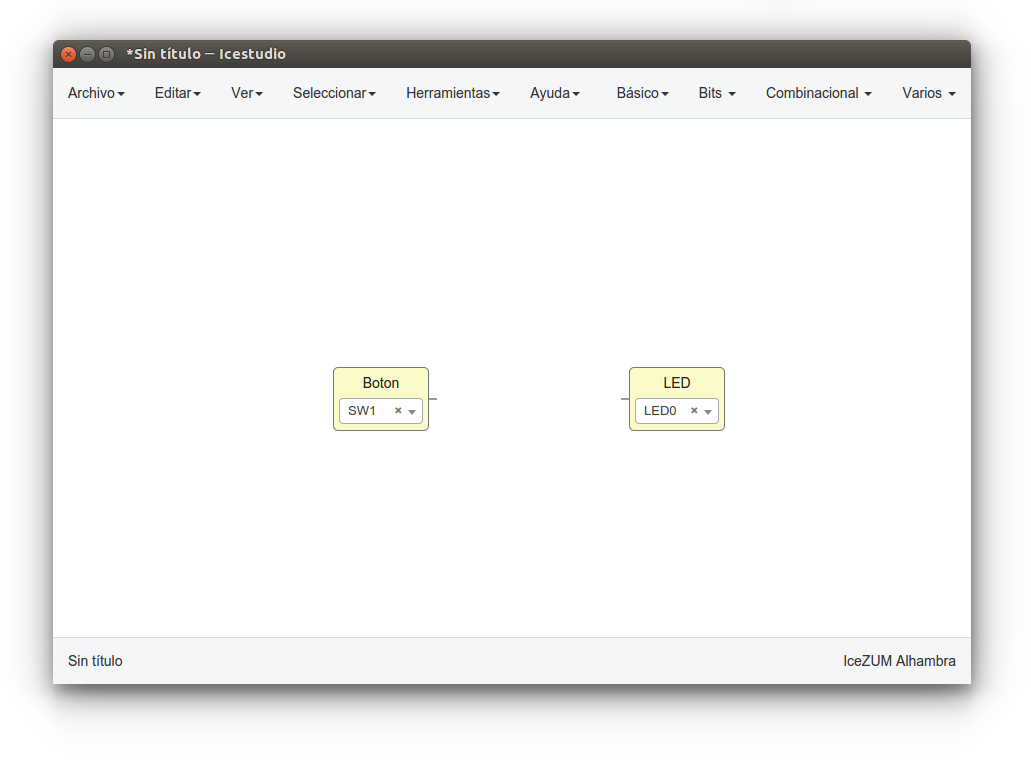 *Sin título — Icestudio
Archivo Editar Ver Seleccionar Herramientas Ayuda Básico Bits Combinacional Varios
Boton LED
SW1 LED0
Sin título IceZUM Alhambra